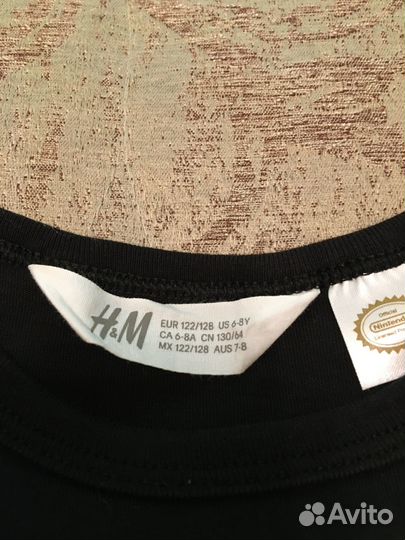 H&M
EUR 122/128 US 6-8Y
CA 6-8A CN 130/64
MX 122/128 AUS 7-8
Official
Nintendo
Licensed
Avito